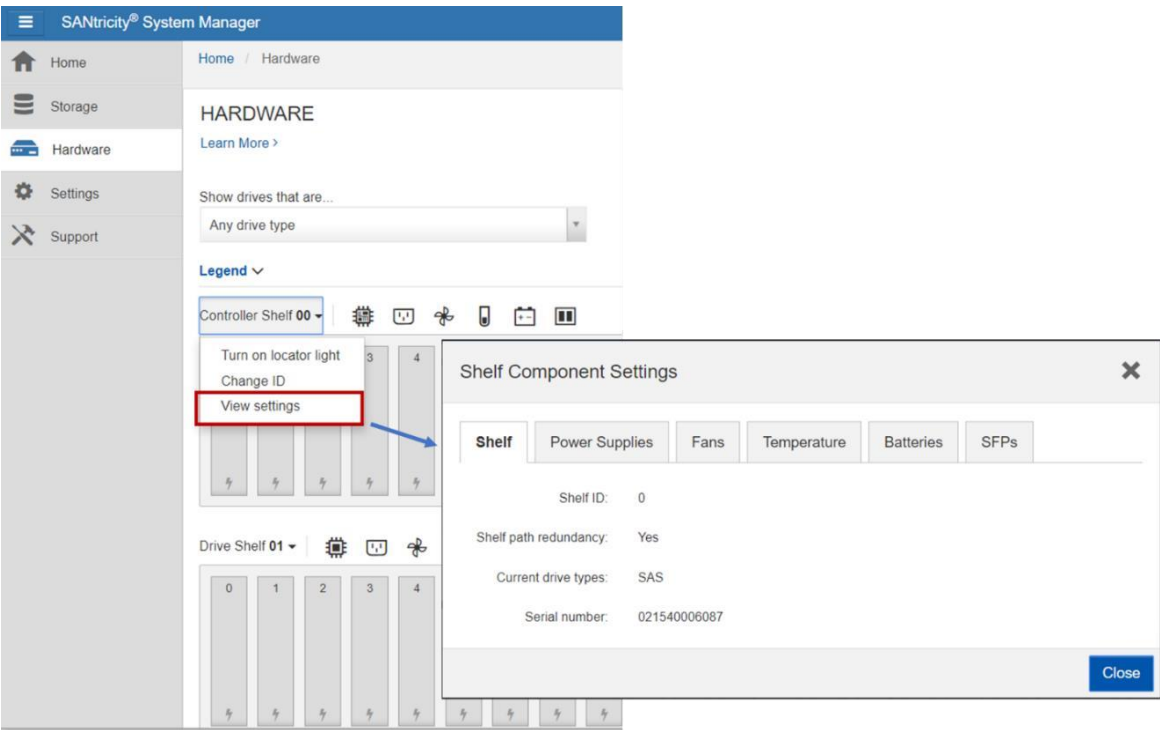 SANtricity® System Manager
Home
Storage
Hardware
Settings
Support
Home / Hardware
HARDWARE
Learn More >
Show drives that are...
Any drive type
Legend
Controller Shelf 00
Turn on locator light
Change ID
View settings
3 4
Drive Shelf 01
0 1 2 3 4
Shelf Component Settings
Shelf Power Supplies Fans Temperature Batteries SFPs
Shelf ID: 0
Shelf path redundancy: Yes
Current drive types: SAS
Serial number: 021540006087
Close